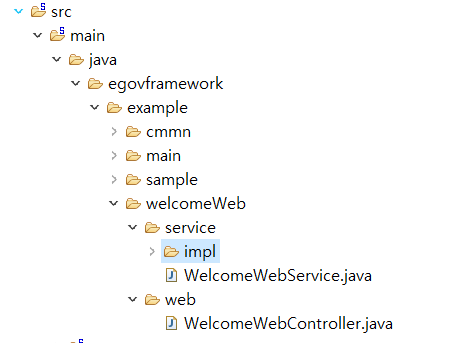 src
main
java
egovframework
example
cmmn
main
sample
welcomeWeb
service
impl
WelcomeWebService.java
web
WelcomeWebController.java